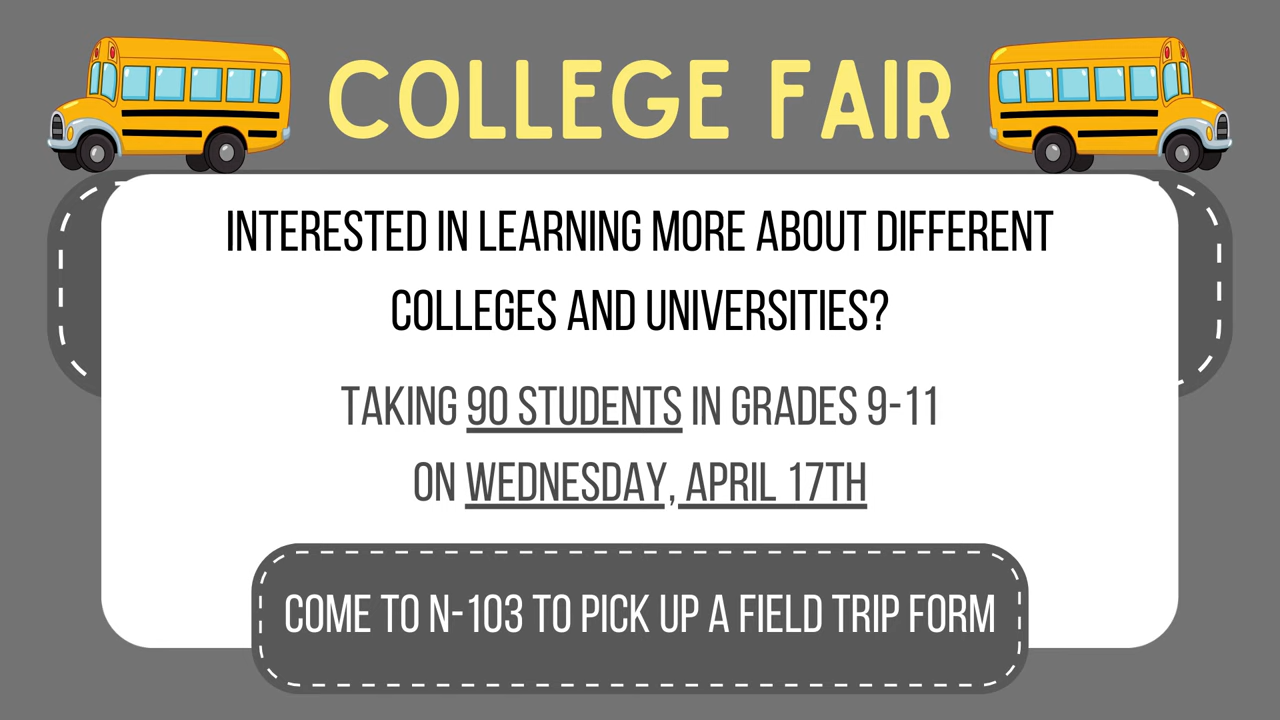 COLLEGE FAIR
INTERESTED IN LEARNING MORE ABOUT DIFFERENT
COLLEGES AND UNIVERSITIES?
TAKING 90 STUDENTS IN GRADES 9-11
ON WEDNESDAY, APRIL 17TH
COME TO N-103 TO PICK UP A FIELD TRIP FORM